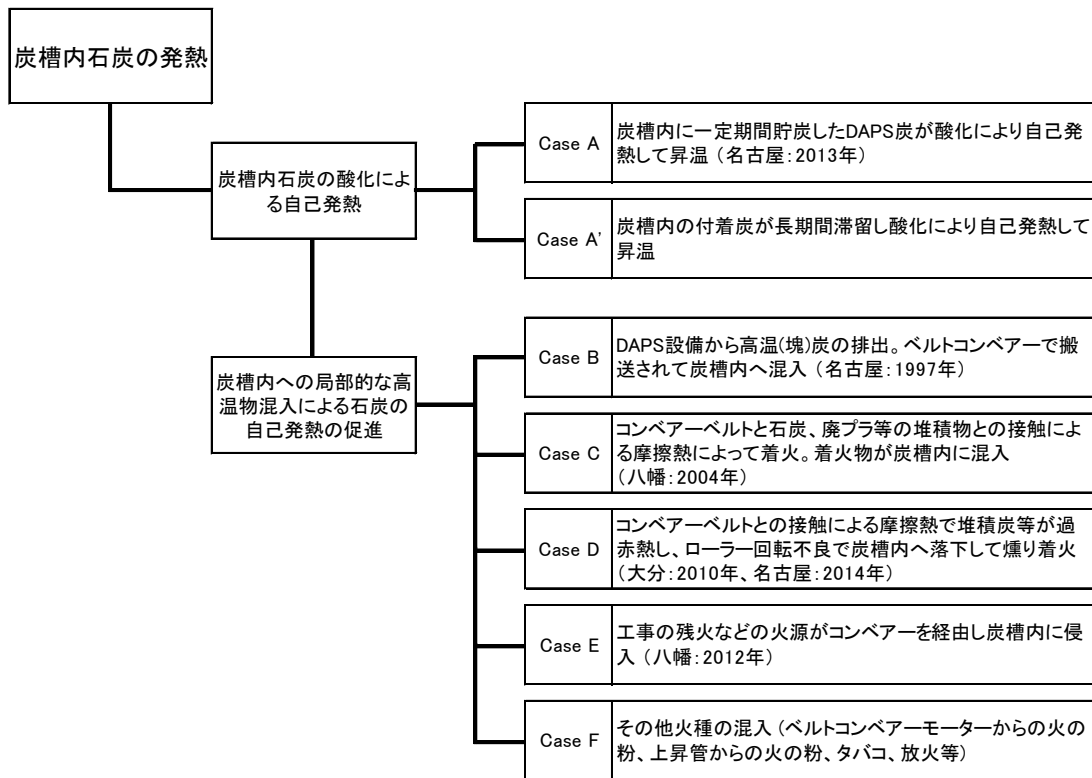 炭槽内石炭の発熱
炭槽内石炭の酸化によ
る自己発熱
Case A
炭槽内に一定期間貯炭したDAPS炭が酸化により自己発
熱して昇温（名古屋：2013年）
Case A'
炭槽内の付着炭が長期間滞留し酸化により自己発熱して
昇温
炭槽内への局部的な高
温物混入による石炭の
自己発熱の促進
Case B
DAPS設備から高温(塊)炭の排出。ベルトコンベアーで搬
送されて炭槽内へ混入（名古屋：1997年）
Case C
コンベアーベルトと石炭、廃プラ等の堆積物との接触によ
る摩擦熱によって着火。着火物が炭槽内に混入
（八幡：2004年）
Case D
コンベアーベルトとの接触による摩擦熱で堆積炭等が過
赤熱し、ローラー回転不良で炭槽内へ落下して燻り着火
（大分：2010年、名古屋：2014年）
Case E
工事の残火などの火源がコンベアーを経由し炭槽内に侵
入（八幡：2012年）
Case F
その他火種の混入（ベルトコンベアーモーターからの火の
粉、上昇管からの火の粉、タバコ、放火等）